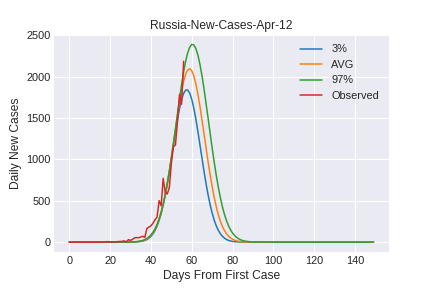 Russia-New-Cases-Apr-12
2500
2000
1500
1000
500
0
Daily New Cases
3%
AVG
97%
Observed
0 20 40 60 80 100 120 140
Days From First Case